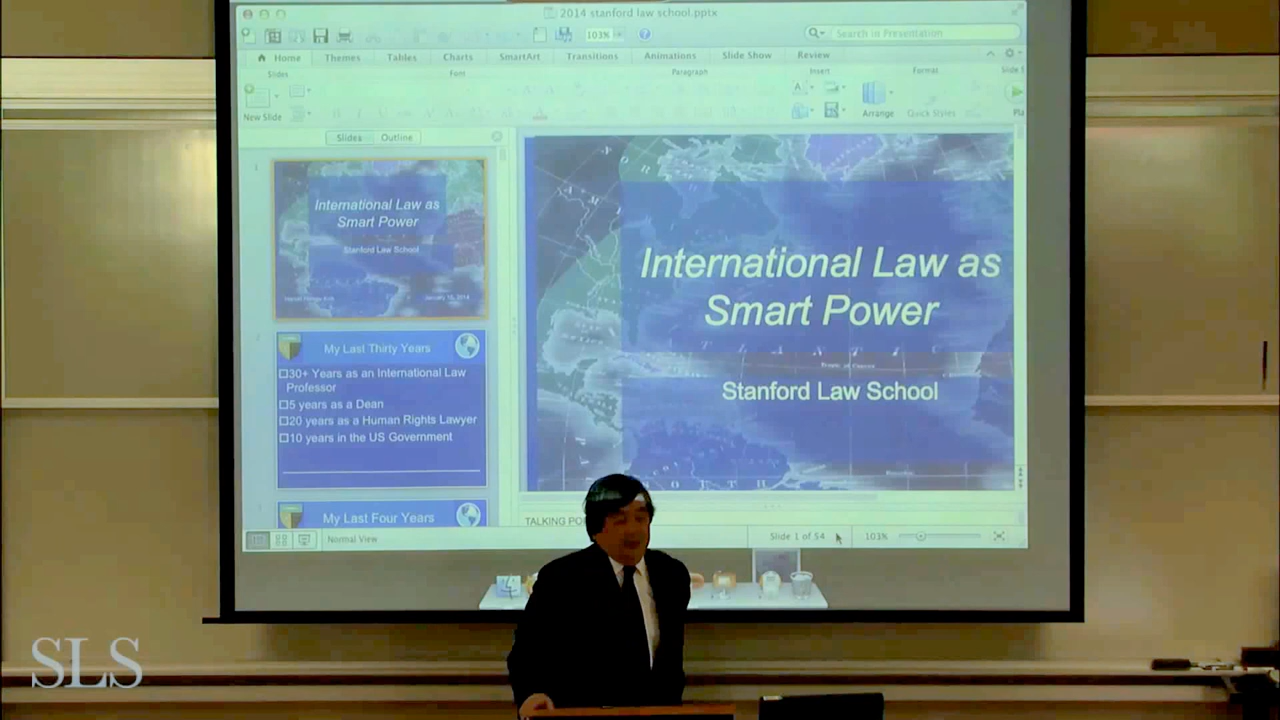 2014 stanford law school.pptx
103%
Search in Presentation
Home Themes Tables Charts SmartArt Transitions Animations Slide Show Review
Slides Font Paragraph Insert Format
New Slide Arrange Quick Styles
Slides Outline
1
International Law as
Smart Power
Stanford Law School
January 10, 2014
2
My Last Thirty Years
30+ Years as an International Law
Professor
5 years as a Dean
20 years as a Human Rights Lawyer
10 years in the US Government
My Last Four Years
International Law as
Smart Power
Stanford Law School
TALKING
Normal View
Slide 1 of 54
103%
SLS